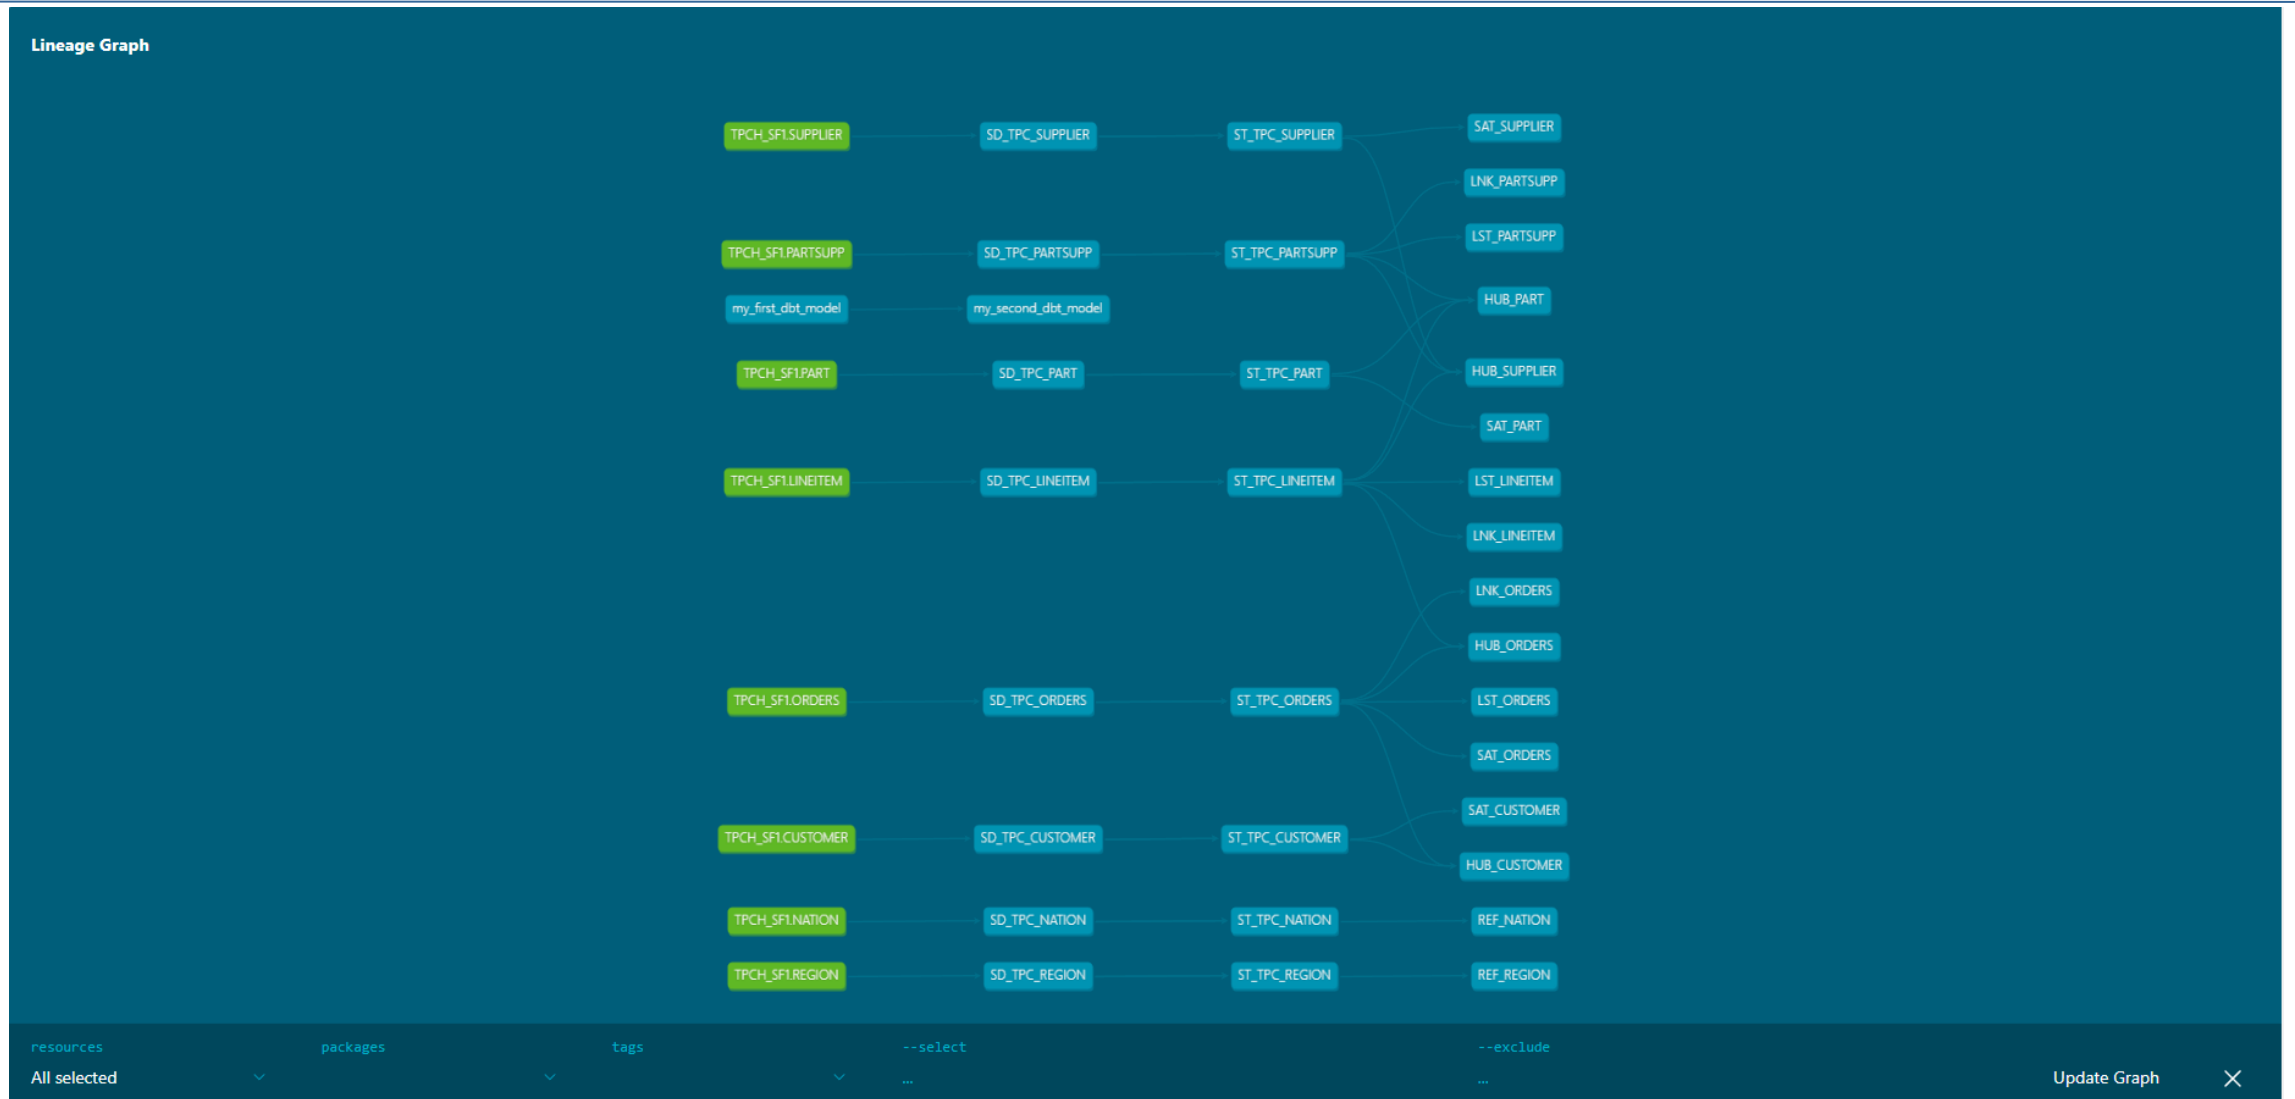 Lineage Graph
TPCH_SF1.SUPPLIER SD_TPC_SUPPLIER ST_TPC_SUPPLIER SAT_SUPPLIER
LNK_PARTSUPP
LST_PARTSUPP
TPCH_SF1.PARTSUPP SD_TPC_PARTSUPP ST_TPC_PARTSUPP
HUB_PART
my_first_dbt_model my_second_dbt_model
TPCH_SF1.PART SD_TPC_PART ST_TPC_PART HUB_SUPPLIER
SAT_PART
TPCH_SF1.LINEITEM SD_TPC_LINEITEM ST_TPC_LINEITEM LST_LINEITEM
LNK_LINEITEM
LNK_ORDERS
HUB_ORDERS
TPCH_SF1.ORDERS SD_TPC_ORDERS ST_TPC_ORDERS LST_ORDERS
SAT_ORDERS
SAT_CUSTOMER
TPCH_SF1.CUSTOMER SD_TPC_CUSTOMER ST_TPC_CUSTOMER
HUB_CUSTOMER
TPCH_SF1.NATION SD_TPC_NATION ST_TPC_NATION REF_NATION
TPCH_SF1.REGION SD_TPC_REGION ST_TPC_REGION REF_REGION
resources packages tags --select --exclude
All selected ... ... Update Graph